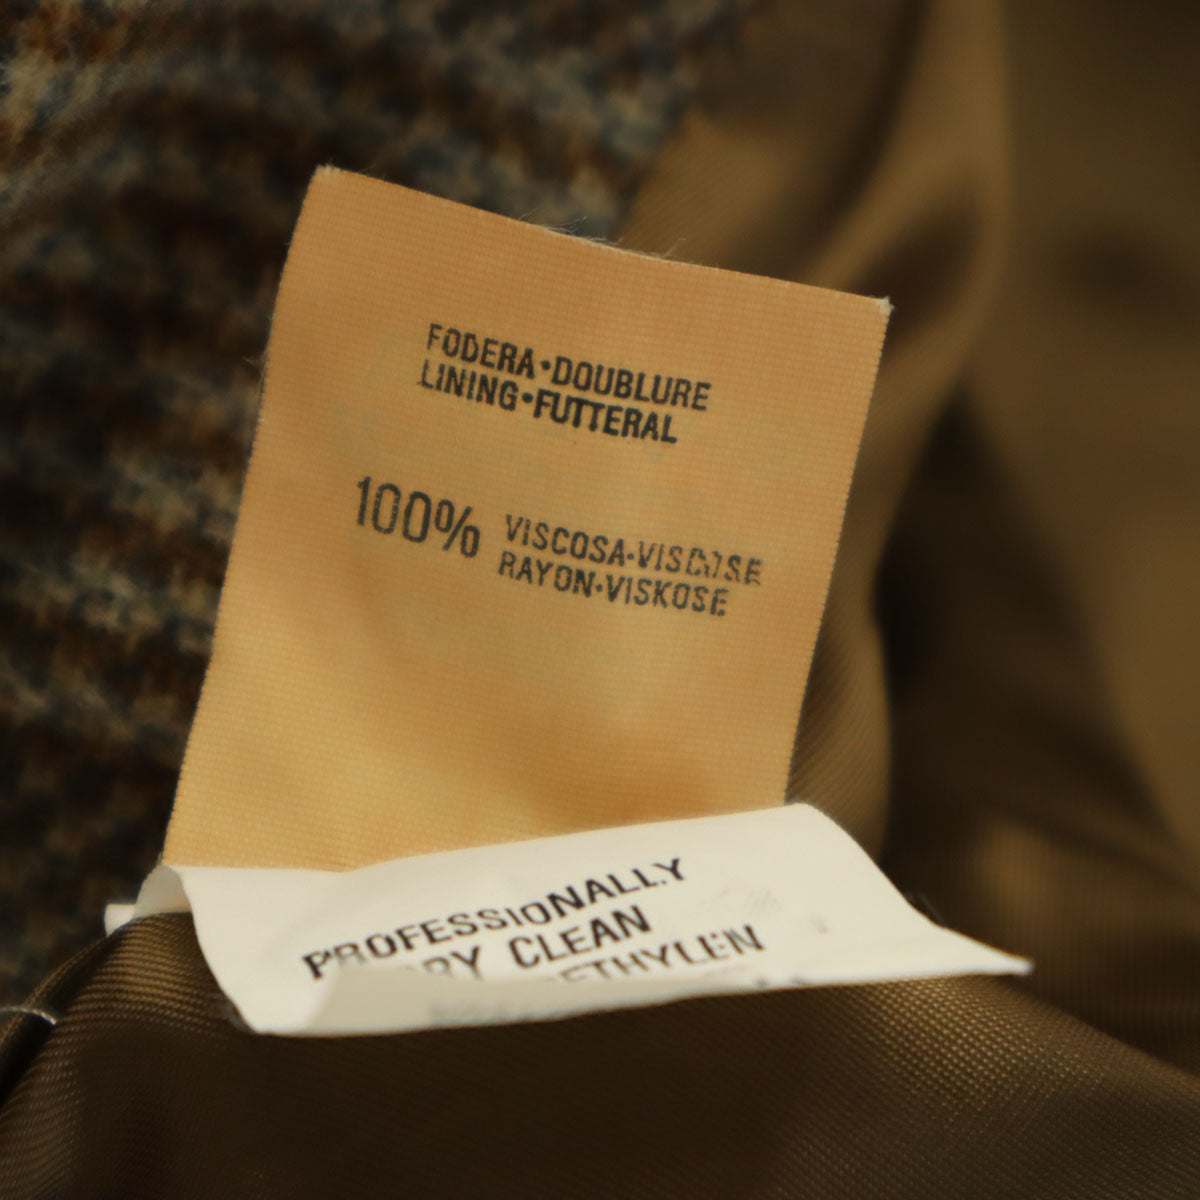 FODERA•DOUBLURE
LINING•FUTTERAL
100% VISCOSA•VISCOSE
RAYON•VISKOSE
PROFESSIONALLY
DRY CLEAN